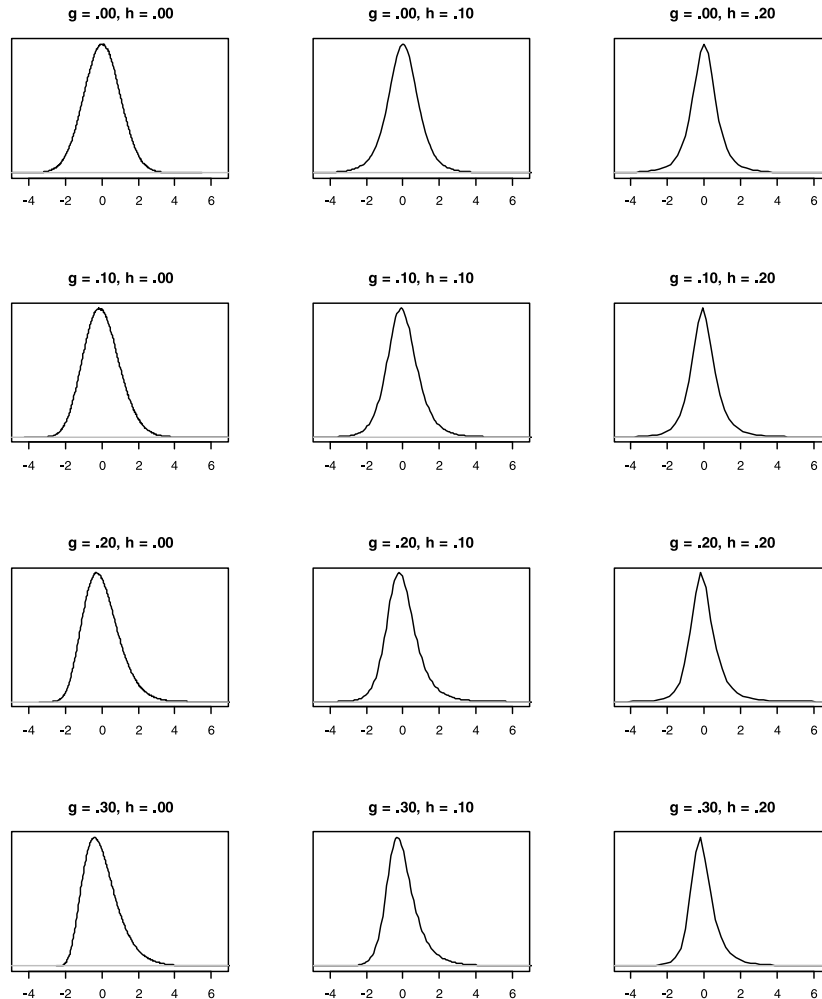 g = .00, h = .00
g = .00, h = .10
g = .00, h = .20
-4 -2 0 2 4 6
-4 -2 0 2 4 6
-4 -2 0 2 4 6
g = .10, h = .00
g = .10, h = .10
g = .10, h = .20
-4 -2 0 2 4 6
-4 -2 0 2 4 6
-4 -2 0 2 4 6
g = .20, h = .00
g = .20, h = .10
g = .20, h = .20
-4 -2 0 2 4 6
-4 -2 0 2 4 6
-4 -2 0 2 4 6
g = .30, h = .00
g = .30, h = .10
g = .30, h = .20
-4 -2 0 2 4 6
-4 -2 0 2 4 6
-4 -2 0 2 4 6